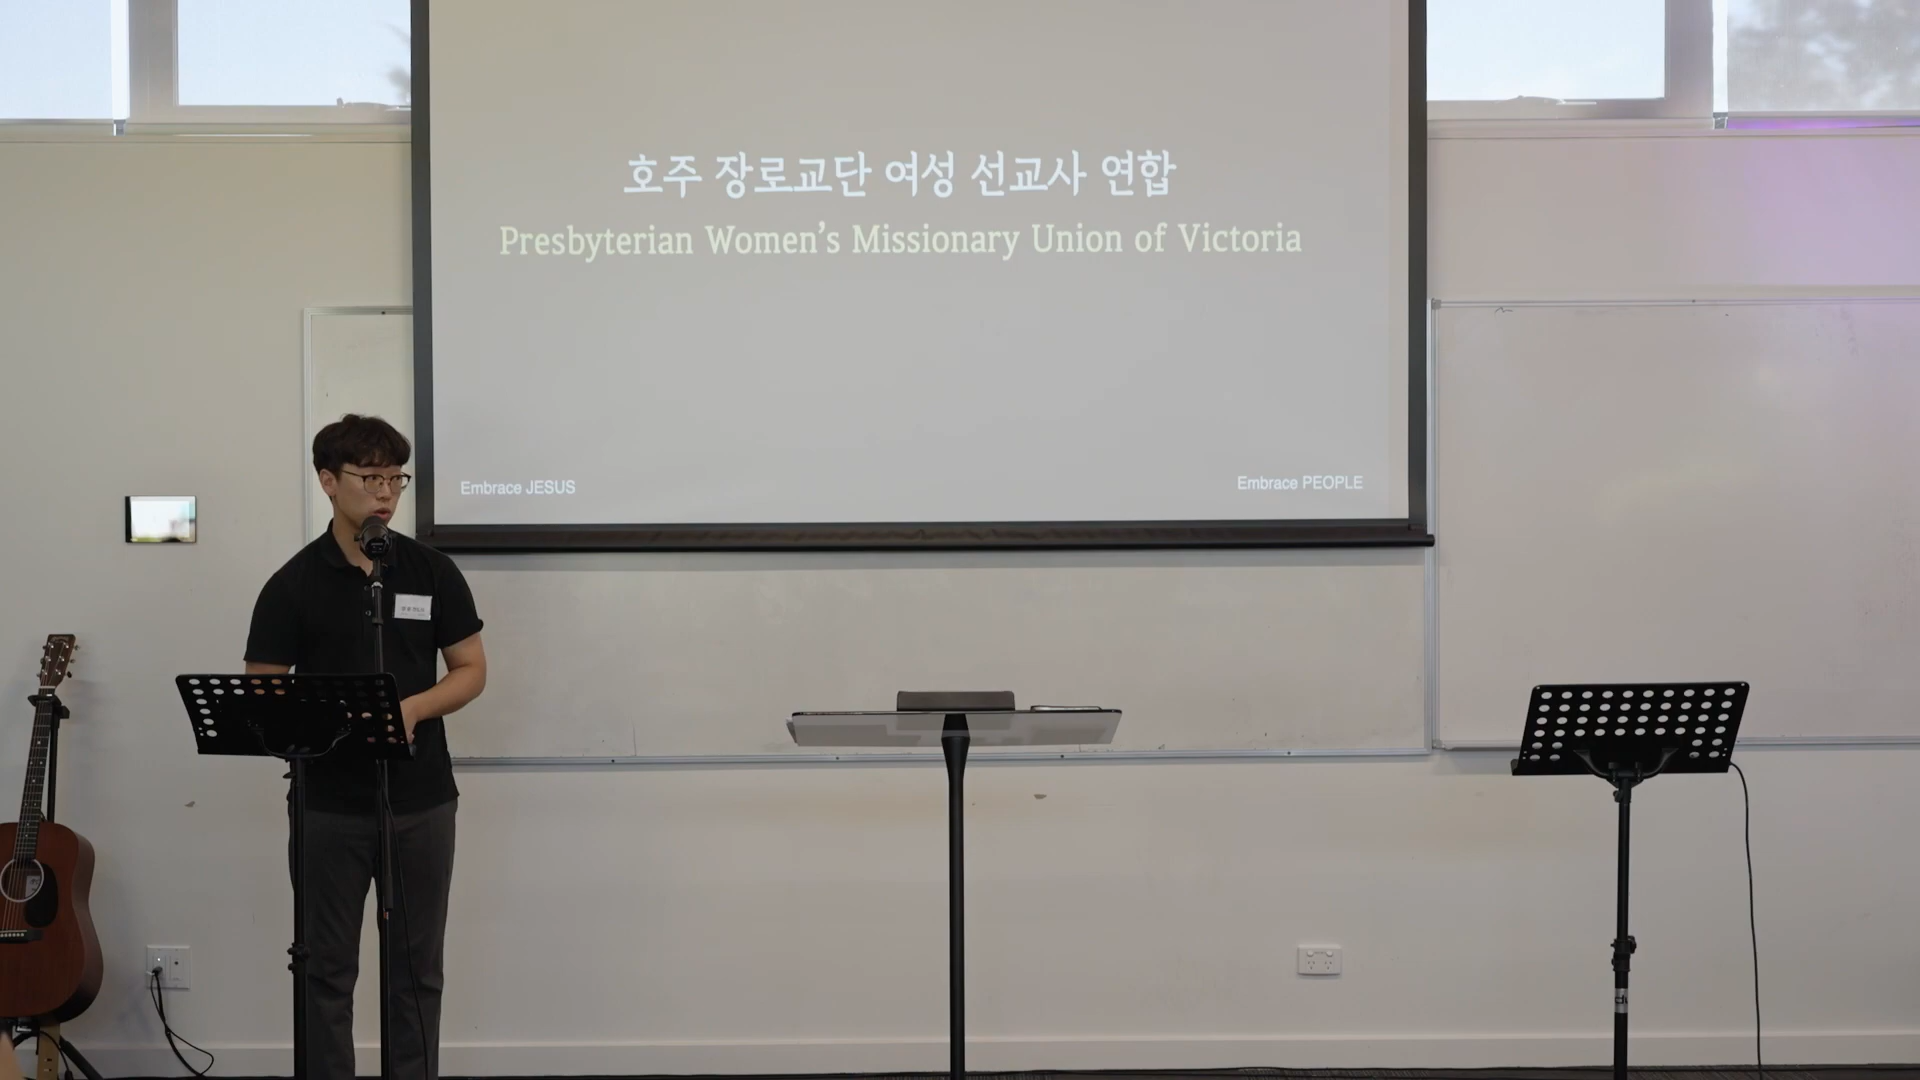 호주 장로교단 여성 선교사 연합
Presbyterian Women's Missionary Union of Victoria
Embrace JESUS
Embrace PEOPLE